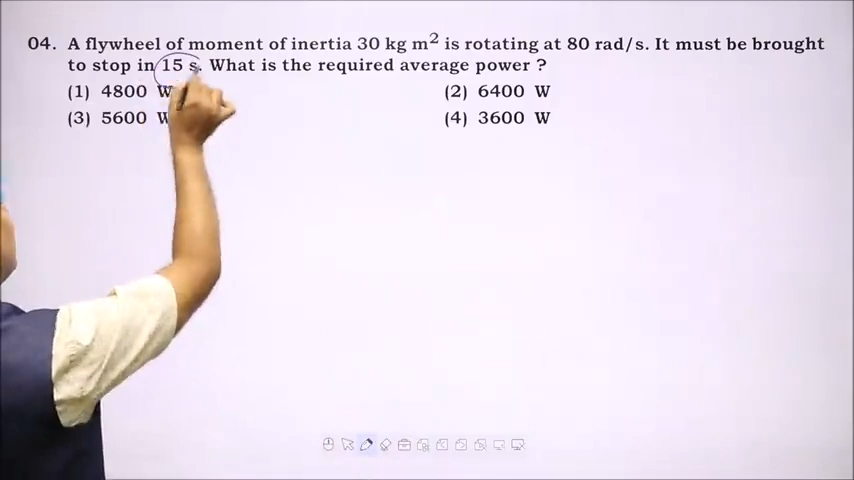 04. A flywheel of moment of inertia 30 kg m² is rotating at 80 rad/s. It must be brought
to stop in 15 s. What is the required average power ?
(1) 4800 W (2) 6400 W
(3) 5600 W (4) 3600 W